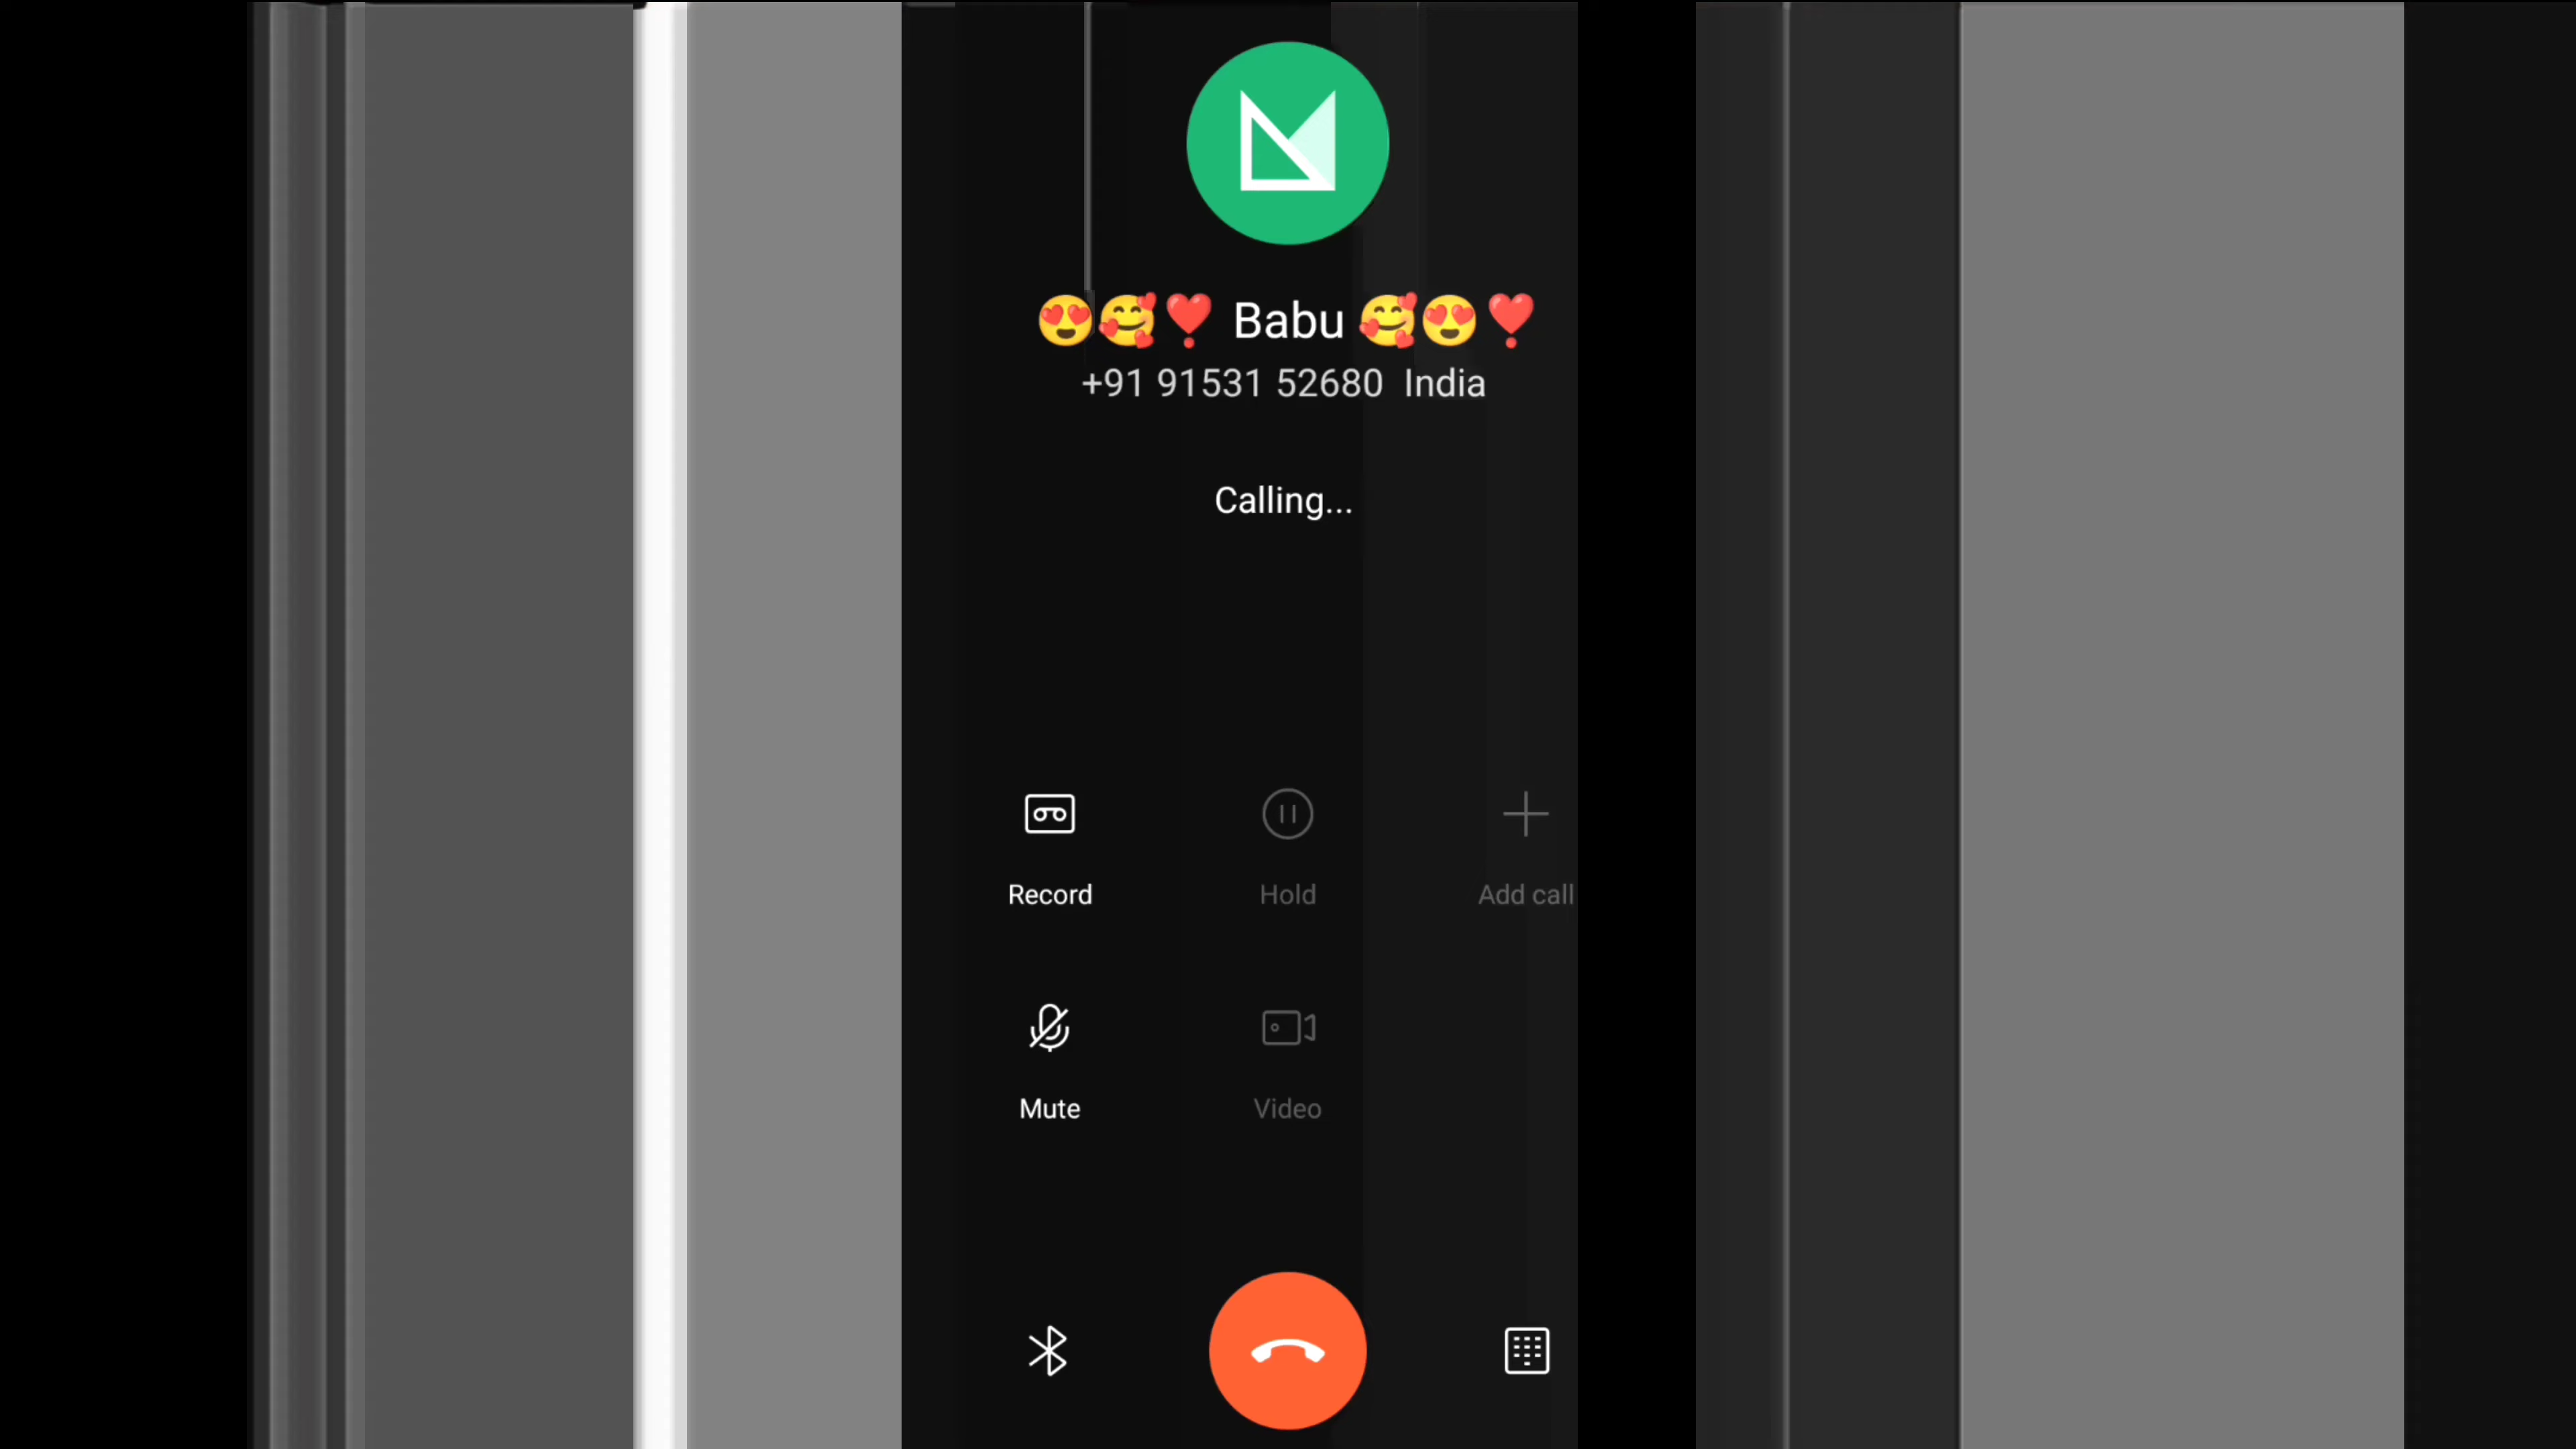 😍🥰❣️ Babu 🥰😍❣️
+91 91531 52680 India
Calling...
Record Hold Add call
Mute Video